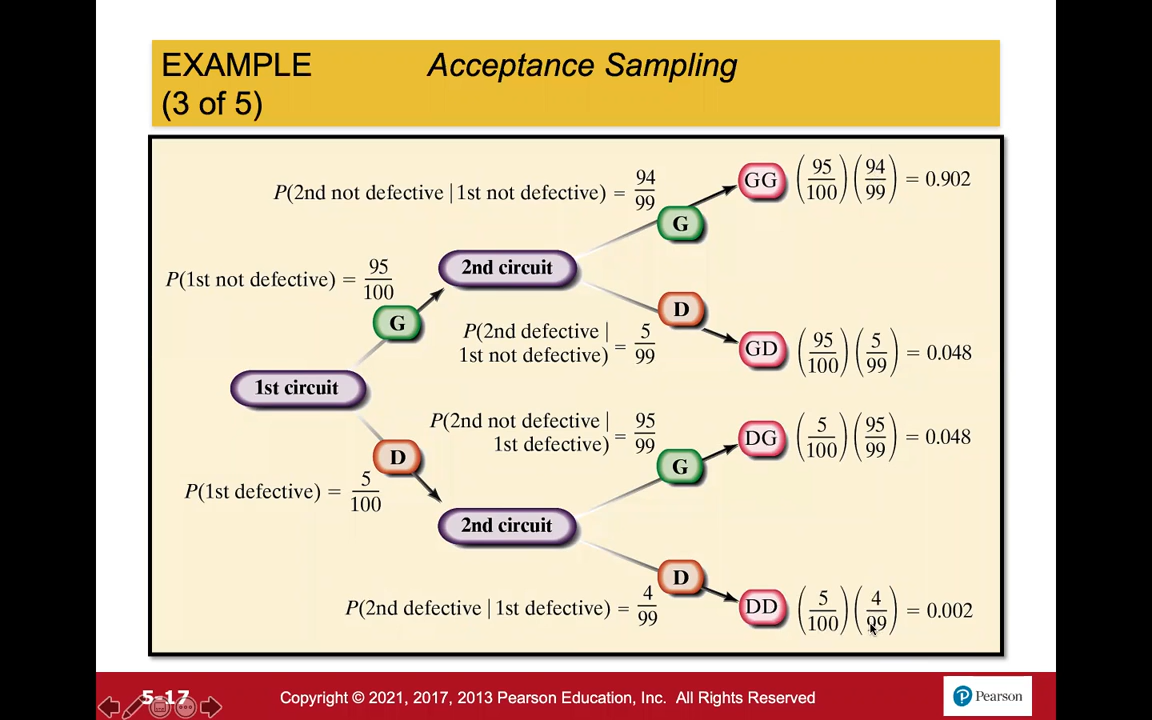 EXAMPLE Acceptance Sampling
(3 of 5)
P(2nd not defective | 1st not defective) = 94/99
G
GG (95/100)(94/99) = 0.902
P(1st not defective) = 95/100
G
2nd circuit
D
P(2nd defective |
1st not defective) = 5/99
GD (95/100)(5/99) = 0.048
1st circuit
P(2nd not defective |
1st defective) = 95/99
G
DG (5/100)(95/99) = 0.048
D
P(1st defective) = 5/100
2nd circuit
D
P(2nd defective | 1st defective) = 4/99
DD (5/100)(4/99) = 0.002
5-17 Copyright © 2021, 2017, 2013 Pearson Education, Inc. All Rights Reserved
P Pearson